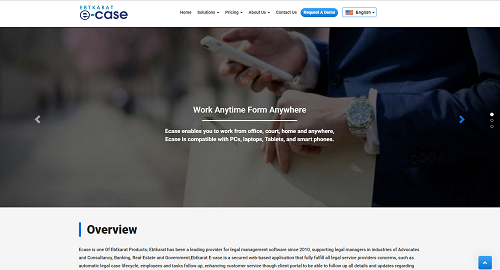 EBTKARAT
e-case
Home Solutions Pricing About Us Contact Us Request A Demo English
Work Anytime Form Anywhere
Ecase enables you to work from office, court, home and anywhere,
Ecase is compatible with PCs, laptops, Tablets, and smart phones.
Overview
Ecase is one Of Ebtkarat Products; Ebtkarat has been a leading provider for legal management software since 2010, supporting legal managers in industries of Advocates
and Consultancy, Banking, Real Estate and Government,Ebtkarat E-case is a secured web based application that fully fulfill all legal service providers concerns, such as
automatic legal case lifecycle, employees and tasks follow up, enhancing customer service though client portal to be able to follow up all details and updates regarding